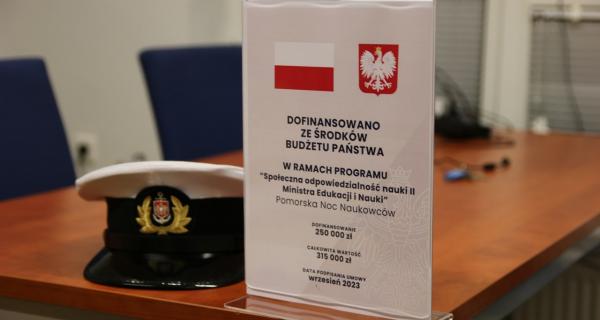 DOFINANSOWANO
ZE ŚRODKÓW
BUDŻETU PAŃSTWA
W RAMACH PROGRAMU
"Społeczna odpowiedzialność nauki II
Ministra Edukacji i Nauki"
Pomorska Noc Naukowców
DOFINANSOWANIE
250 000 zł
CAŁKOWITA WARTOŚĆ
315 000 zł
DATA PODPISANIA UMOWY
wrzesień 2023